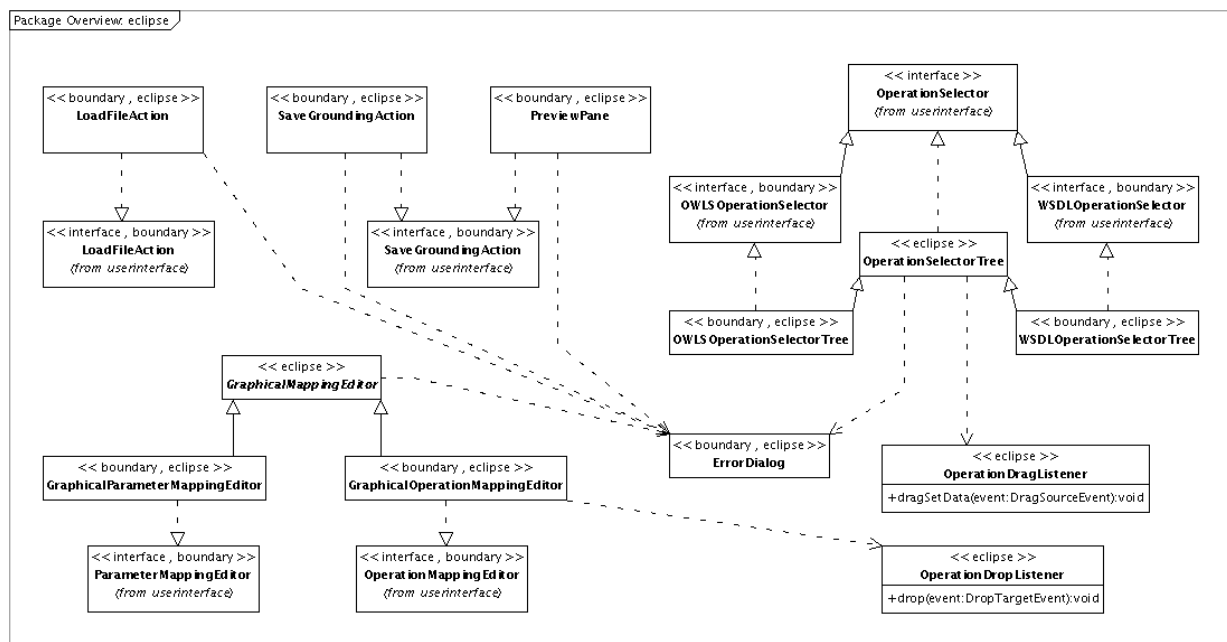 Package Overview: eclipse
<< boundary , eclipse >>
LoadFileAction
<< boundary , eclipse >>
SaveGroundingAction
<< boundary , eclipse >>
PreviewPane
<< interface >>
OperationSelector
(from userinterface)
<< interface , boundary >>
OWLSOperationSelector
(from userinterface)
<< interface , boundary >>
WSDLOperationSelector
(from userinterface)
<< interface , boundary >>
LoadFileAction
(from userinterface)
<< interface , boundary >>
SaveGroundingAction
(from userinterface)
<< eclipse >>
OperationSelectorTree
<< boundary , eclipse >>
OWLSOperationSelectorTree
<< boundary , eclipse >>
WSDLOperationSelectorTree
<< eclipse >>
GraphicalMappingEditor
<< boundary , eclipse >>
GraphicalParameterMappingEditor
<< boundary , eclipse >>
GraphicalOperationMappingEditor
<< boundary , eclipse >>
ErrorDialog
<< eclipse >>
OperationDragListener
+dragSetData(event:DragSourceEvent):void
<< interface , boundary >>
ParameterMappingEditor
(from userinterface)
<< interface , boundary >>
OperationMappingEditor
(from userinterface)
<< eclipse >>
OperationDropListener
+drop(event:DropTargetEvent):void